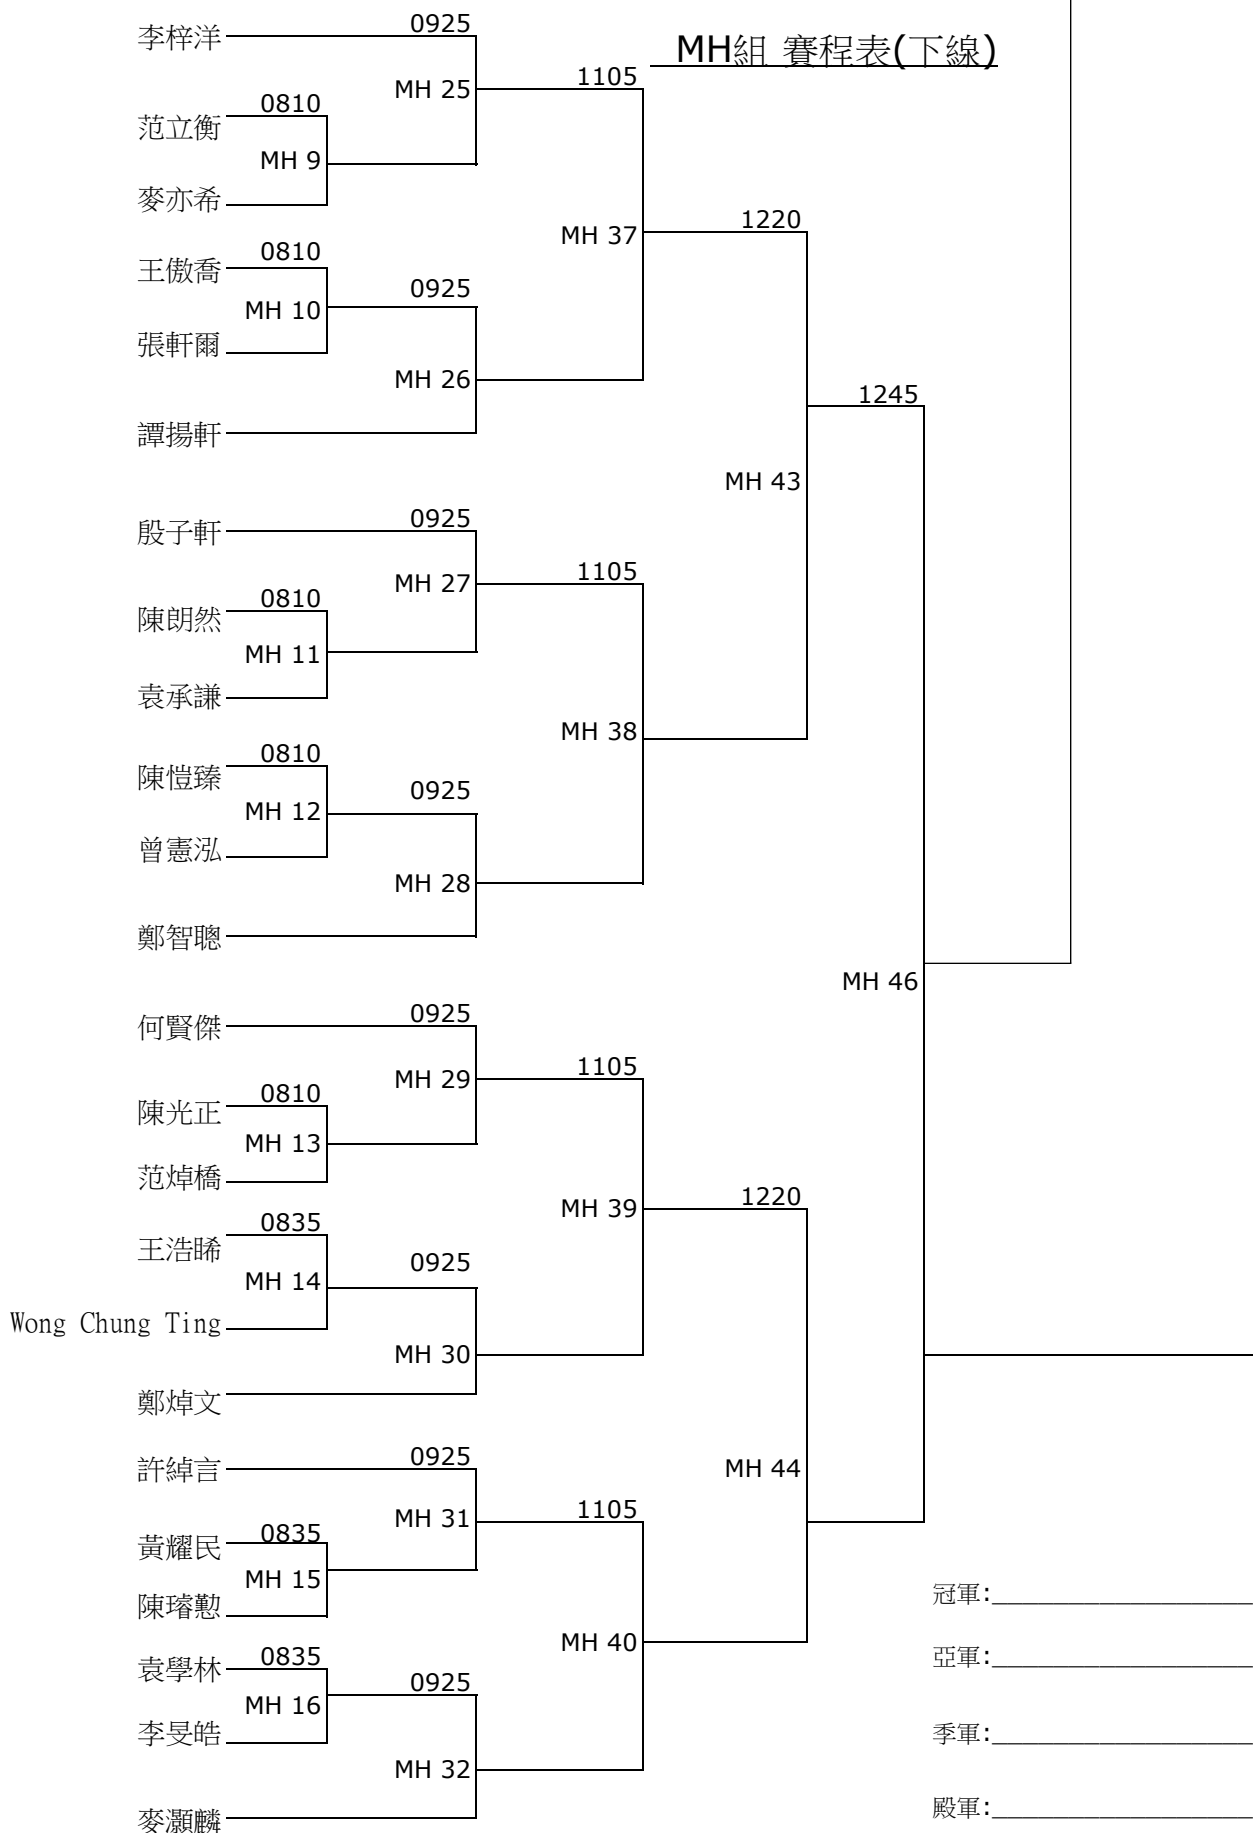 李梓洋
0925
MH組 賽程表(下線)
MH 25
1105
范立衡
0810
MH 9
麥亦希
MH 37
1220
王傲喬
0810
MH 10
0925
張軒爾
MH 26
1245
譚揚軒
MH 43
殷子軒
0925
MH 27
1105
陳朗然
0810
MH 11
袁承謙
MH 38
陳愷臻
0810
MH 12
0925
曾憲泓
MH 28
鄭智聰
MH 46
何賢傑
0925
MH 29
1105
陳光正
0810
MH 13
范焯橋
MH 39
1220
王浩晞
0835
MH 14
0925
Wong Chung Ting
MH 30
鄭焯文
許綽言
0925
MH 44
MH 31
1105
黃耀民
0835
MH 15
陳璿懃
冠軍:
MH 40
亞軍:
袁學林
0835
MH 16
0925
李旻皓
季軍:
MH 32
麥灝麟
殿軍: